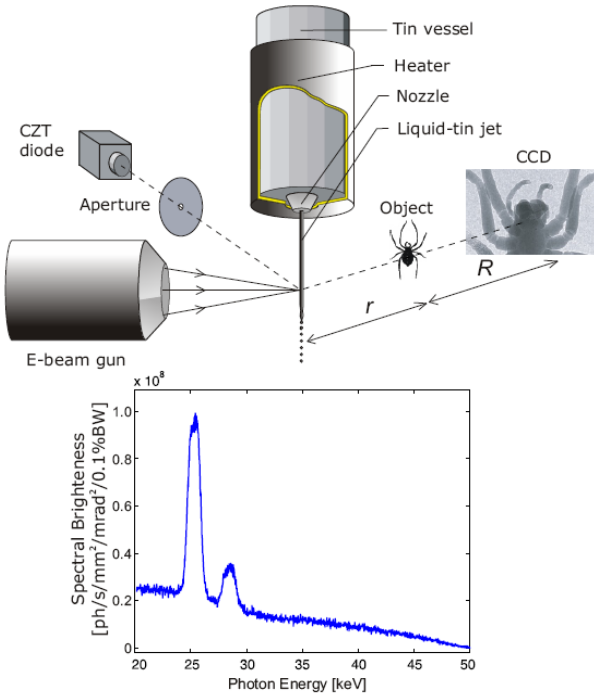 Tin vessel
Heater
Nozzle
Liquid-tin jet
CZT
diode
Aperture
CCD
Object
R
r
E-beam gun
x 10⁸
1.0
0.8
0.6
0.4
0.2
0
Spectral Brighteness
[ph/s/mm²/mrad²/0.1%BW]
20 25 30 35 40 45 50
Photon Energy [keV]